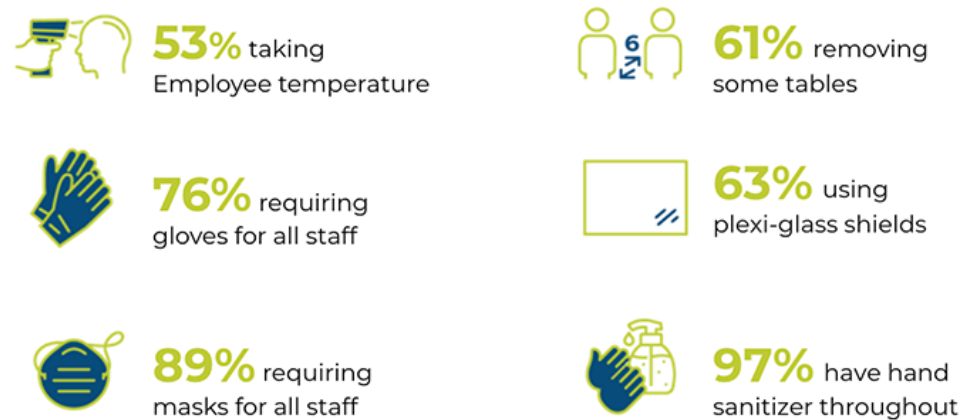 53% taking
Employee temperature
6
61% removing
some tables
76% requiring
gloves for all staff
63% using
plexi-glass shields
89% requiring
masks for all staff
97% have hand
sanitizer throughout